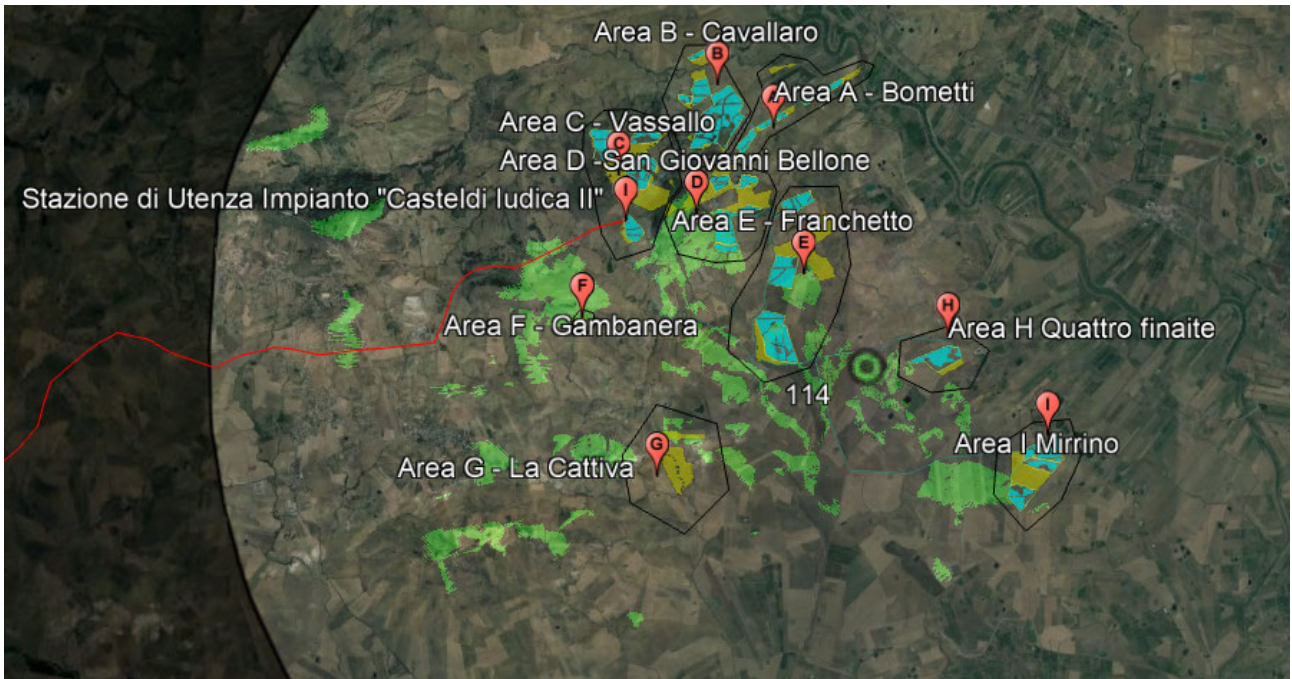 Area B - Cavallaro
B
Area A - Bometti
Area C - Vassallo
C
Area D -San Giovanni Bellone
D
Stazione di Utenza Impianto "Casteldi Iudica II"
I
Area E - Franchetto
E
F
Area F - Gambanera
H
Area H Quattro finaite
114
I
Area I Mirrino
G
Area G - La Cattiva